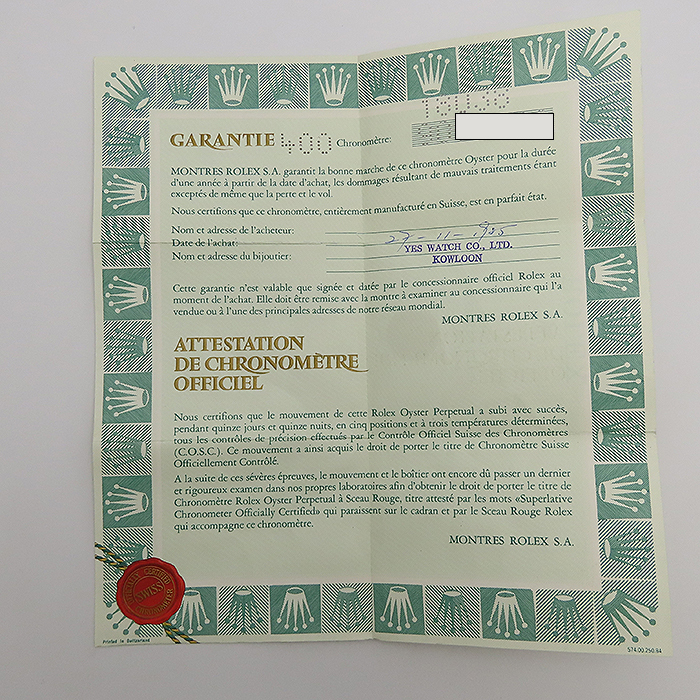 18038
GARANTIE 400 Chronomètre:
MONTRES ROLEX S.A. garantit la bonne marche de ce chronomètre Oyster pour la durée
d'une année à partir de la date d'achat, les dommages résultant de mauvais traitements étant
exceptés de même que la perte et le vol.
Nous certifions que ce chronomètre, entièrement manufacturé en Suisse, est en parfait état.
Nom et adresse de l'acheteur:
Date de l'achat: 27-11-1985
Nom et adresse du bijoutier: YES WATCH CO., LTD.
KOWLOON
Cette garantie n'est valable que signée et datée par le concessionnaire officiel Rolex au
moment de l'achat. Elle doit être remise avec la montre à examiner au concessionnaire qui l'a
vendue ou à l'une des principales adresses de notre réseau mondial.
MONTRES ROLEX S.A.
ATTESTATION
DE CHRONOMÈTRE
OFFICIEL
Nous certifions que le mouvement de cette Rolex Oyster Perpetual a subi avec succès,
pendant quinze jours et quinze nuits, en cinq positions et à trois températures déterminées,
tous les contrôles de précision effectués par le Contrôle Officiel Suisse des Chronomètres
(C.O.S.C.). Ce mouvement a ainsi acquis le droit de porter le titre de Chronomètre Suisse
Officiellement Contrôlé.
A la suite de ces sévères épreuves, le mouvement et le boîtier ont encore dû passer un dernier
et rigoureux examen dans nos propres laboratoires afin d'obtenir le droit de porter le titre de
Chronomètre Rolex Oyster Perpetual à Sceau Rouge, titre attesté par les mots «Superlative
Chronometer Officially Certified» qui paraissent sur le cadran et par le Sceau Rouge Rolex
qui accompagne ce chronomètre.
MONTRES ROLEX S.A.
SWISS
CHRONOMETER
Printed in Switzerland
574.00.250.84